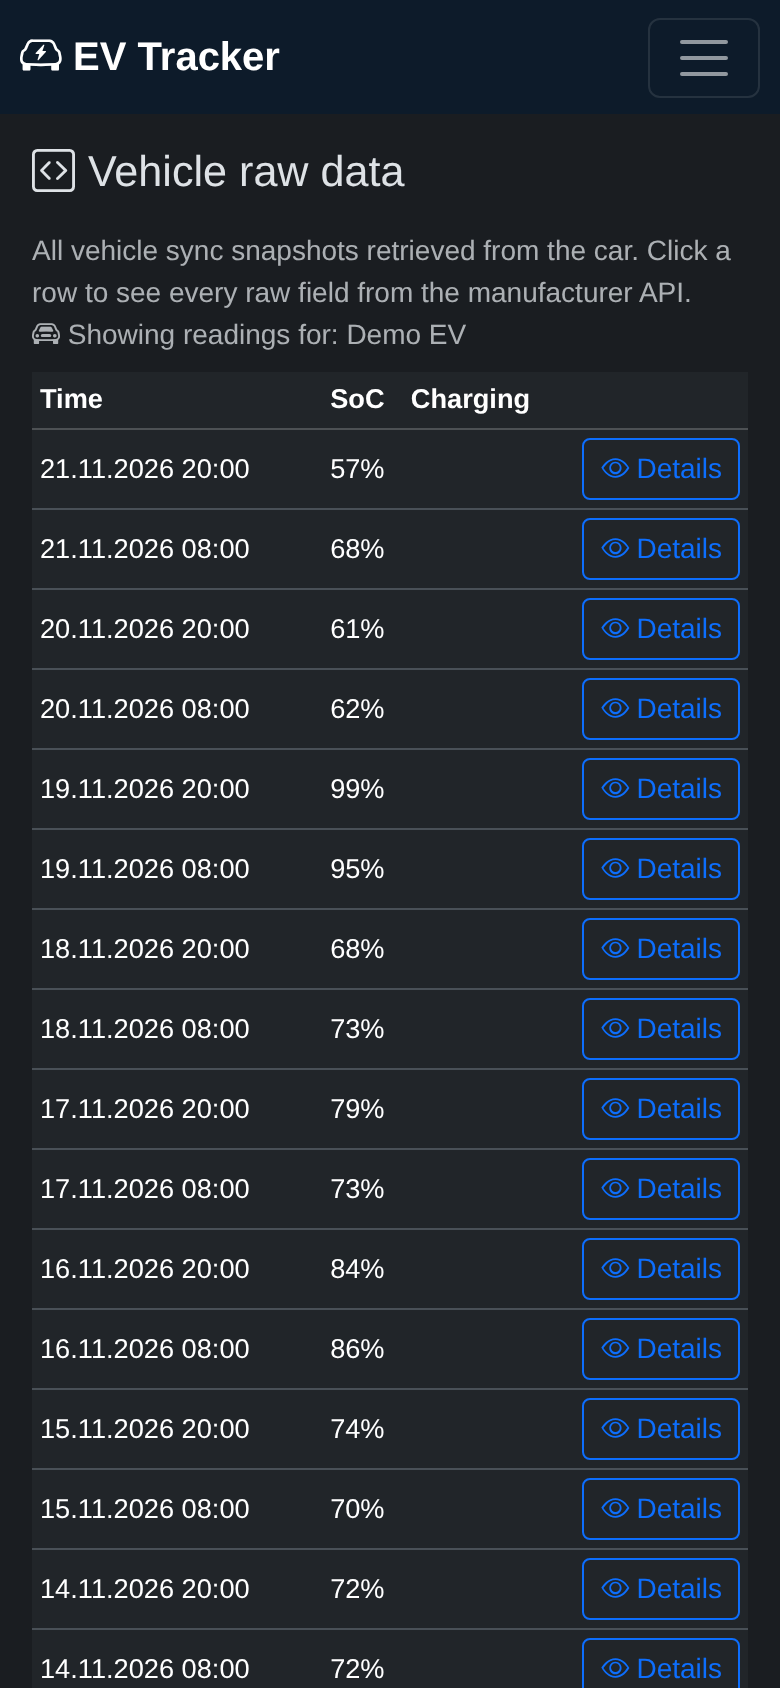 EV Tracker
Vehicle raw data
All vehicle sync snapshots retrieved from the car. Click a
row to see every raw field from the manufacturer API.
Showing readings for: Demo EV
Time SoC Charging
21.11.2026 20:00 57% Details
21.11.2026 08:00 68% Details
20.11.2026 20:00 61% Details
20.11.2026 08:00 62% Details
19.11.2026 20:00 99% Details
19.11.2026 08:00 95% Details
18.11.2026 20:00 68% Details
18.11.2026 08:00 73% Details
17.11.2026 20:00 79% Details
17.11.2026 08:00 73% Details
16.11.2026 20:00 84% Details
16.11.2026 08:00 86% Details
15.11.2026 20:00 74% Details
15.11.2026 08:00 70% Details
14.11.2026 20:00 72% Details
14.11.2026 08:00 72% Details